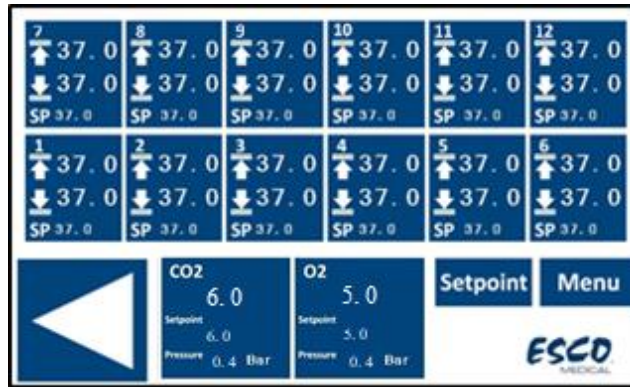 7 8 9 10 11 12
37.0 37.0 37.0 37.0 37.0 37.0
37.0 37.0 37.0 37.0 37.0 37.0
SP 37.0 SP 37.0 SP 37.0 SP 37.0 SP 37.0 SP 37.0
1 2 3 4 5 6
37.0 37.0 37.0 37.0 37.0 37.0
37.0 37.0 37.0 37.0 37.0 37.0
SP 37.0 SP 37.0 SP 37.0 SP 37.0 SP 37.0 SP 37.0
CO2 O2
6.0 5.0
Setpoint Menu
Setpoint Setpoint
6.0 5.0
Pressure 0.4 Bar Pressure 0.4 Bar
ESCO
MEDICAL